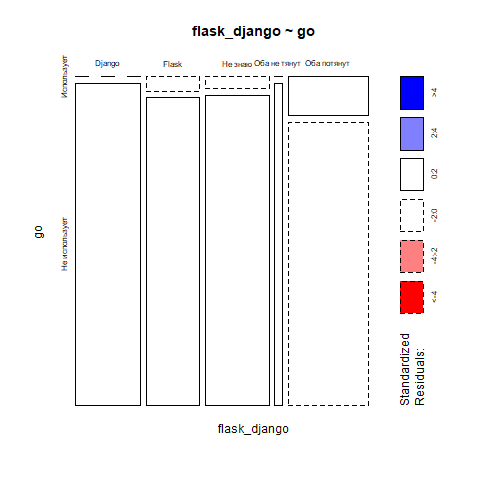 flask_django ~ go
Django Flask Не знаю Оба не тянут Оба потянут
Использует
Не использует
go
flask_django
>4
2:4
0:2
-2:0
-4:-2
<-4
Standardized
Residuals: